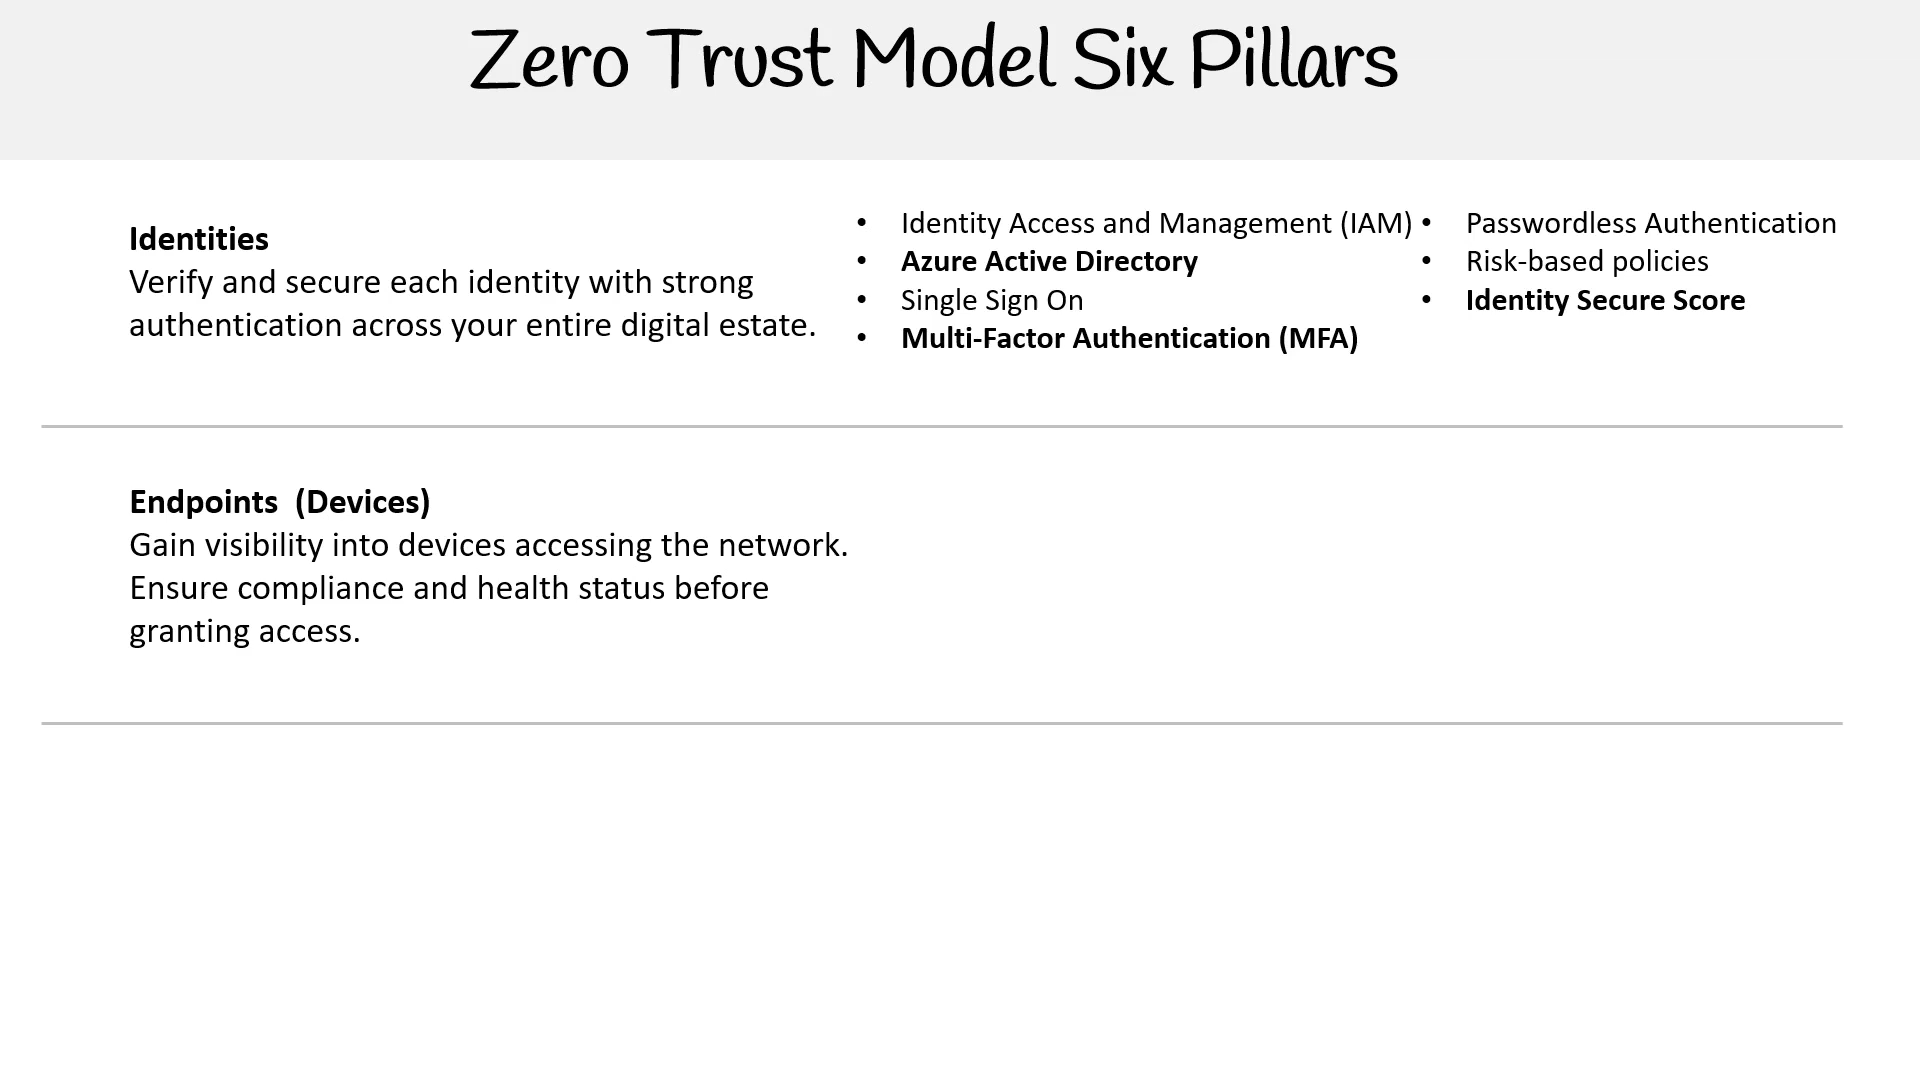 Zero Trust Model Six Pillars
Identities
Verify and secure each identity with strong
authentication across your entire digital estate.
• Identity Access and Management (IAM)
• Azure Active Directory
• Single Sign On
• Multi-Factor Authentication (MFA)
• Passwordless Authentication
• Risk-based policies
• Identity Secure Score
Endpoints  (Devices)
Gain visibility into devices accessing the network.
Ensure compliance and health status before
granting access.